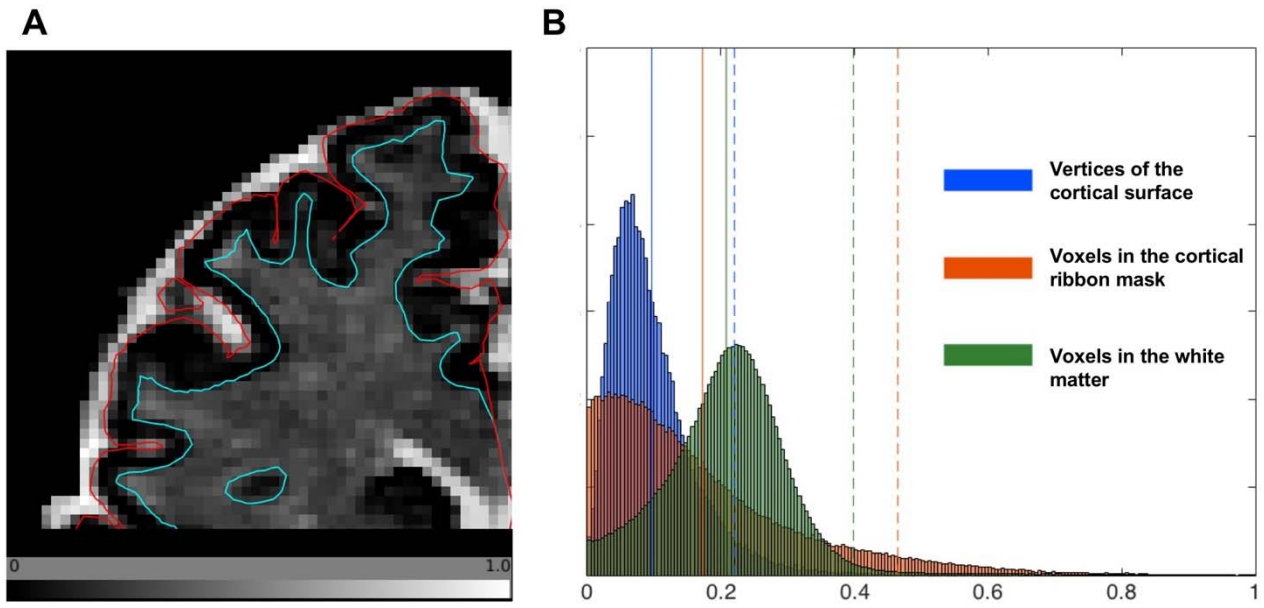 A
B
Vertices of the
cortical surface
Voxels in the cortical
ribbon mask
Voxels in the white
matter
0
1.0
0
0.2
0.4
0.6
0.8
1